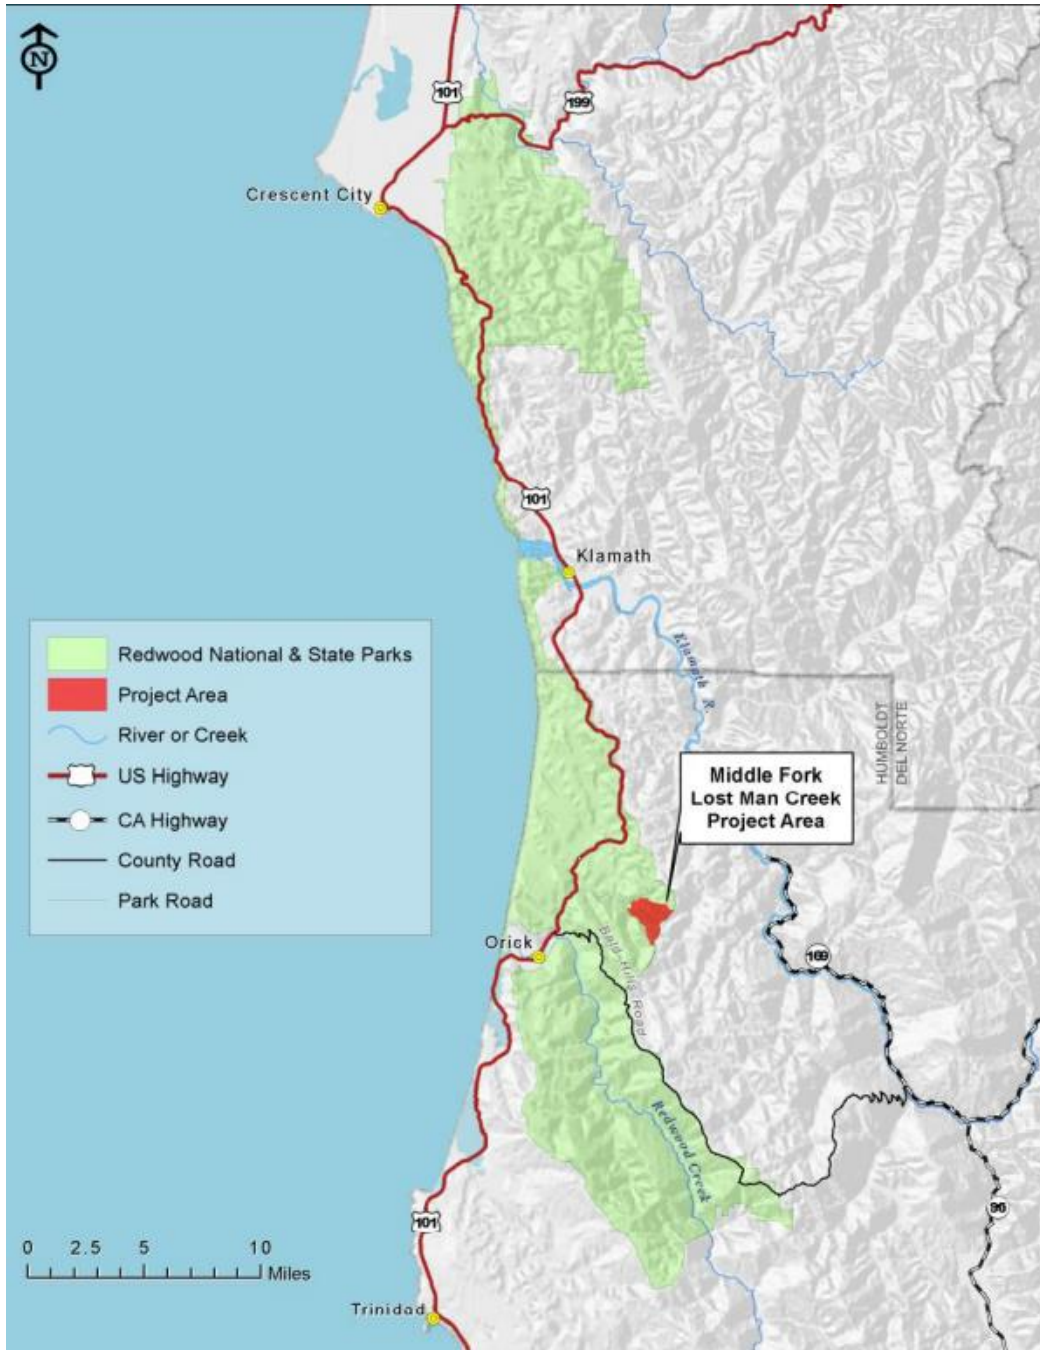 N
101
199
Crescent City
101
Klamath
Klamath R.
Redwood National & State Parks
Project Area
River or Creek
US Highway
CA Highway
County Road
Park Road
HUMBOLDT
DEL NORTE
Middle Fork
Lost Man Creek
Project Area
Orick
Bald Hills Road
169
Redwood Creek
96
101
0 2.5 5 10
Miles
Trinidad